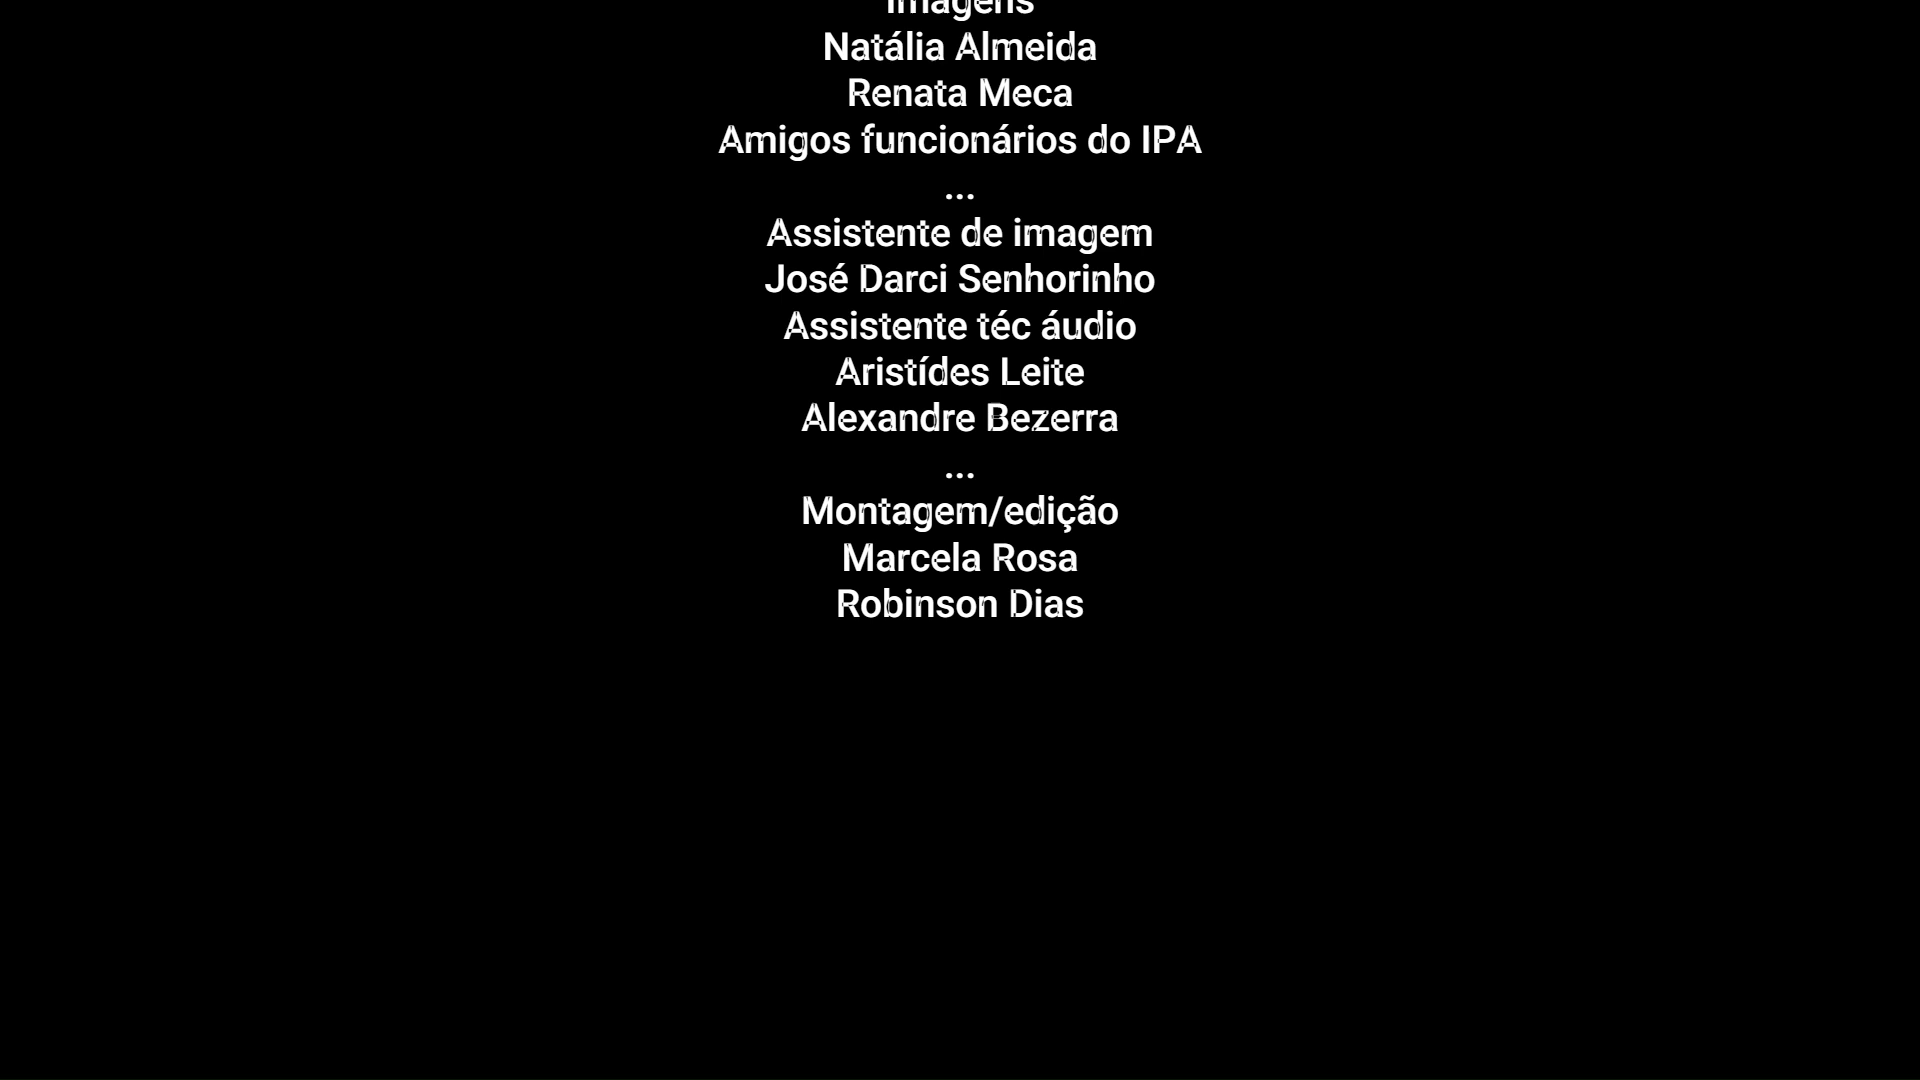 Imagens
Natália Almeida
Renata Meca
Amigos funcionários do IPA
...
Assistente de imagem
José Darci Senhorinho
Assistente téc áudio
Aristídes Leite
Alexandre Bezerra
...
Montagem/edição
Marcela Rosa
Robinson Dias